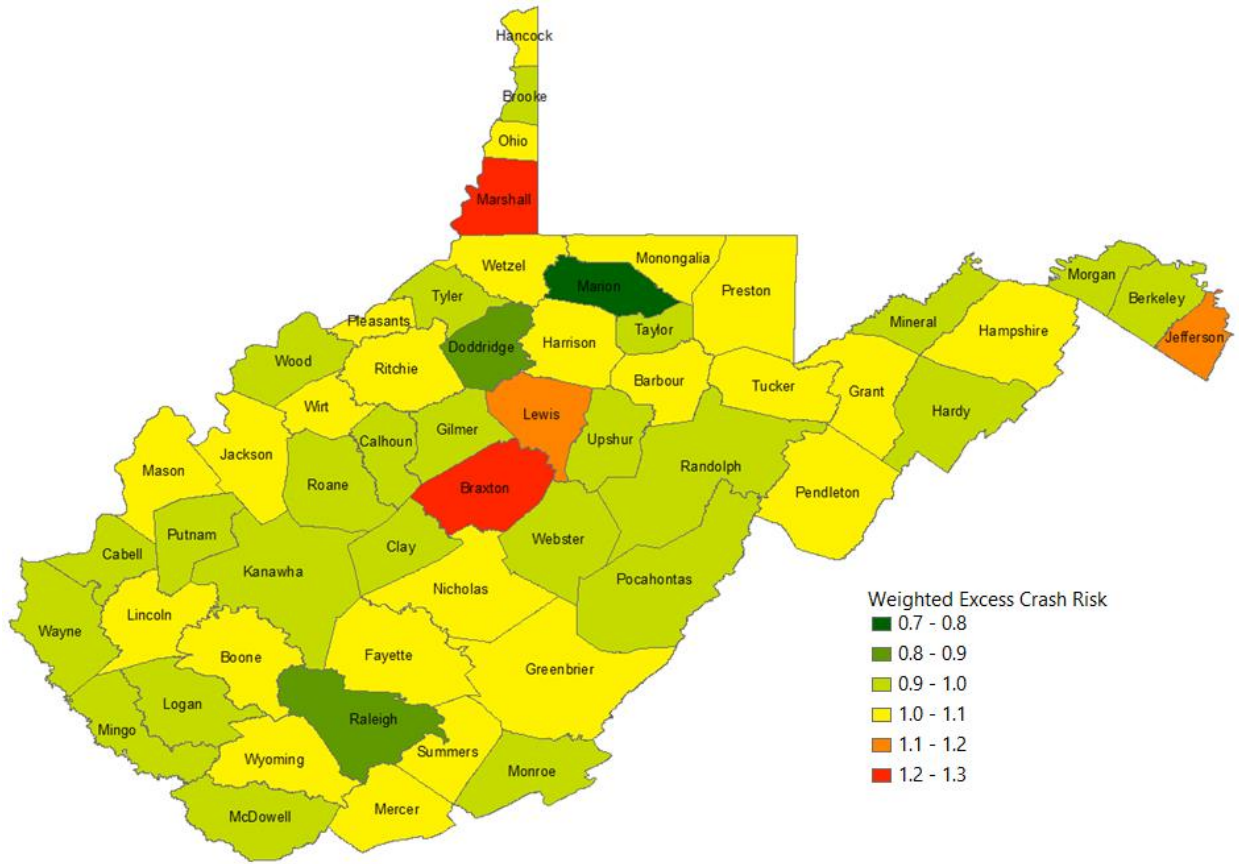 Hancock
Brooke
Ohio
Marshall
Wetzel
Monongalia
Marion
Preston
Tyler
Pleasants
Doddridge
Harrison
Taylor
Wood
Ritchie
Barbour
Tucker
Grant
Mineral
Hampshire
Morgan
Berkeley
Jefferson
Hardy
Wirt
Lewis
Upshur
Gilmer
Calhoun
Jackson
Mason
Roane
Braxton
Randolph
Pendleton
Putnam
Cabell
Kanawha
Clay
Webster
Pocahontas
Nicholas
Wayne
Lincoln
Boone
Fayette
Greenbrier
Logan
Mingo
Raleigh
Summers
Wyoming
Monroe
Mercer
McDowell
Weighted Excess Crash Risk
0.7 - 0.8
0.8 - 0.9
0.9 - 1.0
1.0 - 1.1
1.1 - 1.2
1.2 - 1.3